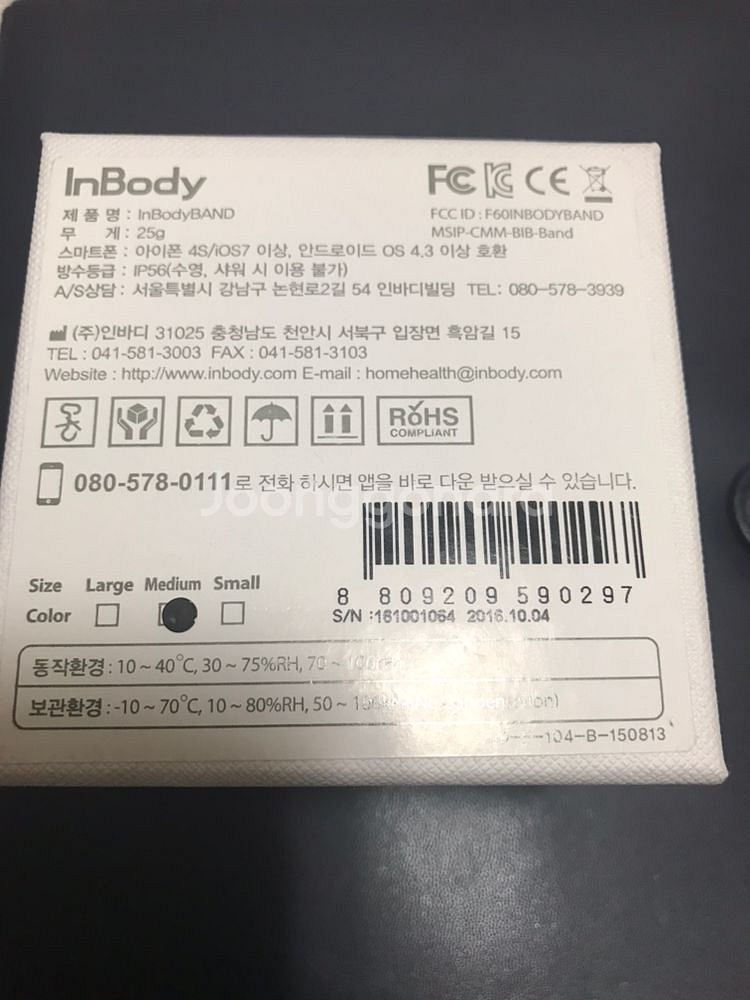 InBody
FC CE
제 품 명 : InBodyBAND
FCC ID : F60INBODYBAND
무 게 : 25g
MSIP-CMM-BIB-Band
스마트폰 : 아이폰 4S/iOS7 이상, 안드로이드 OS 4.3 이상 호환
방수등급 : IP56(수영, 샤워 시 이용 불가)
A/S상담 : 서울특별시 강남구 논현로2길 54 인바디빌딩 TEL: 080-578-3939
(주)인바디 31025 충청남도 천안시 서북구 입장면 흑암길 15
TEL : 041-581-3003 FAX : 041-581-3103
Website : http://www.inbody.com E-mail : homehealth@inbody.com
RoHS
COMPLIANT
080-578-0111로 전화 하시면 앱을 바로 다운 받으실 수 있습니다.
Joonggonara
Size Large Medium Small
Color
8 809209 590297
S/N :161001064 2016.10.04
동작환경 : 10 ~ 40℃, 30 ~ 75%RH, 70 ~
보관환경 : -10 ~ 70℃, 10 ~ 80%RH, 50 ~
104-B-150813